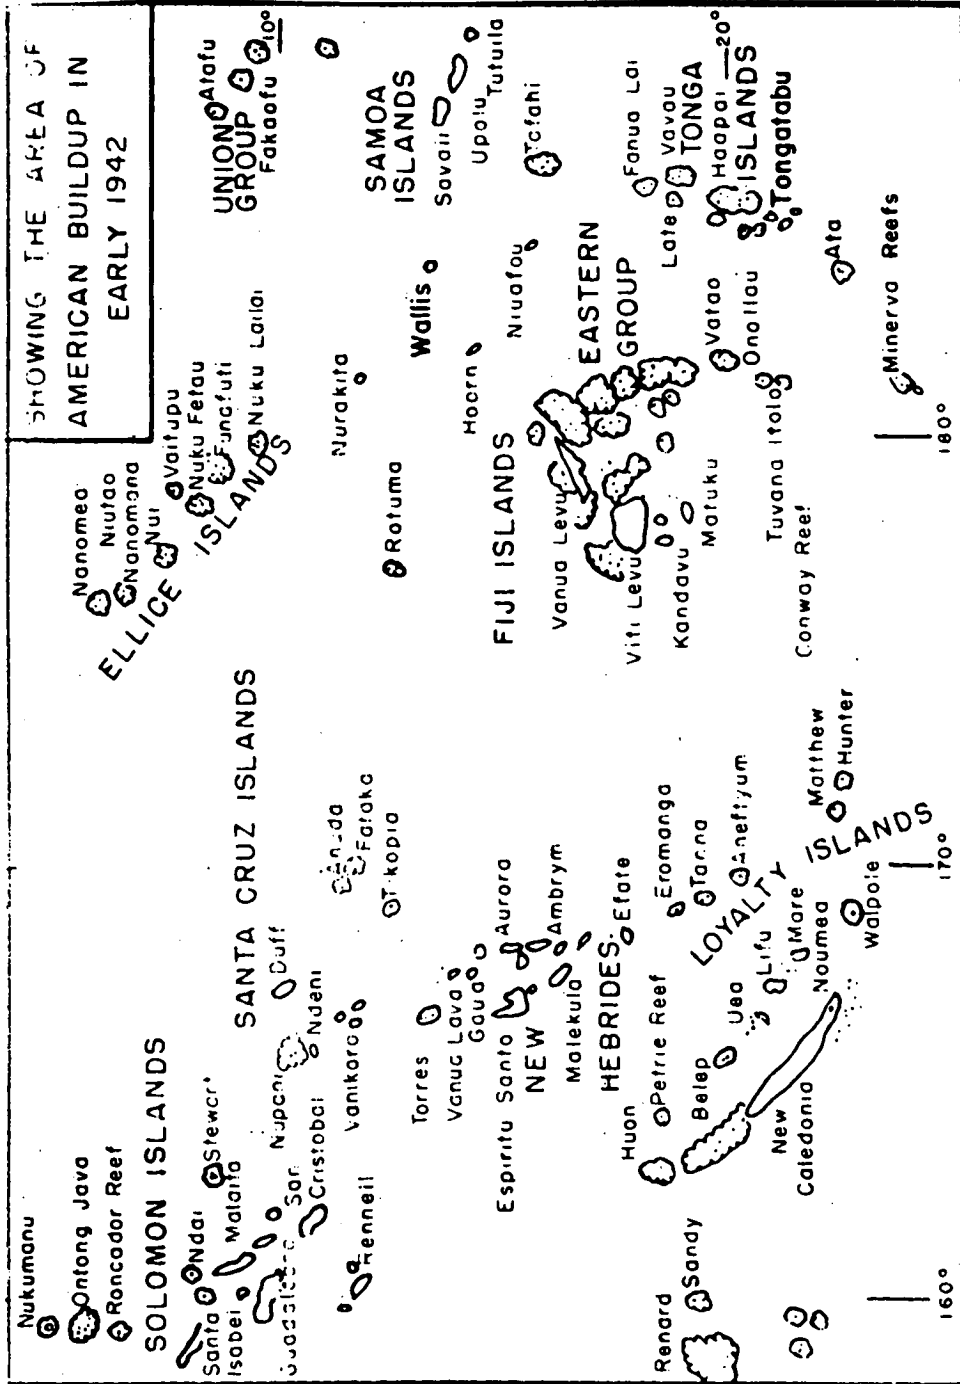 SHOWING THE AREA OF
AMERICAN BUILDUP IN
EARLY 1942
Nukumanu
Ontong Java
Roncador Reef
SOLOMON ISLANDS
Santa
Isabel
Ndai
Malaita
Stewart
San
Cristobal
Renneil
SANTA CRUZ ISLANDS
Duff
Nupani
Ndeni
Vanikoro
Anuda
Fataka
Tikopia
Torres
Vanua Lava
Gaua
Aurora
Espiritu Santo
NEW
HEBRIDES
Malekula
Ambrym
Efate
Eromanga
Tanna
Aneityum
Huon
Petrie Reef
Belep
Uea
Lifu
Mare
LOYALTY ISLANDS
Noumea
New
Caledonia
Walpole
Matthew
Hunter
Renard
Sandy
Nanomea
Niutao
Nanomana
Nui
Vaitupu
Nuku Fetau
Funafuti
Nuku Lailai
ELLICE ISLANDS
Nurakita
Rotuma
UNION
GROUP
Atafu
Fakaofu
10°
SAMOA
ISLANDS
Savaii
Upolu
Tutuila
Tafahi
Wallis
Hoorn
Niuafou
FIJI ISLANDS
Vanua Levu
Viti Levu
Kandavu
Matuku
EASTERN
GROUP
Vatao
Onoilau
Tuvana Itolo
Conway Reef
Fanua Lai
Late
Vavau
TONGA
ISLANDS
Haapai
Tongatabu
20°
Ata
Minerva Reefs
160°
170°
180°